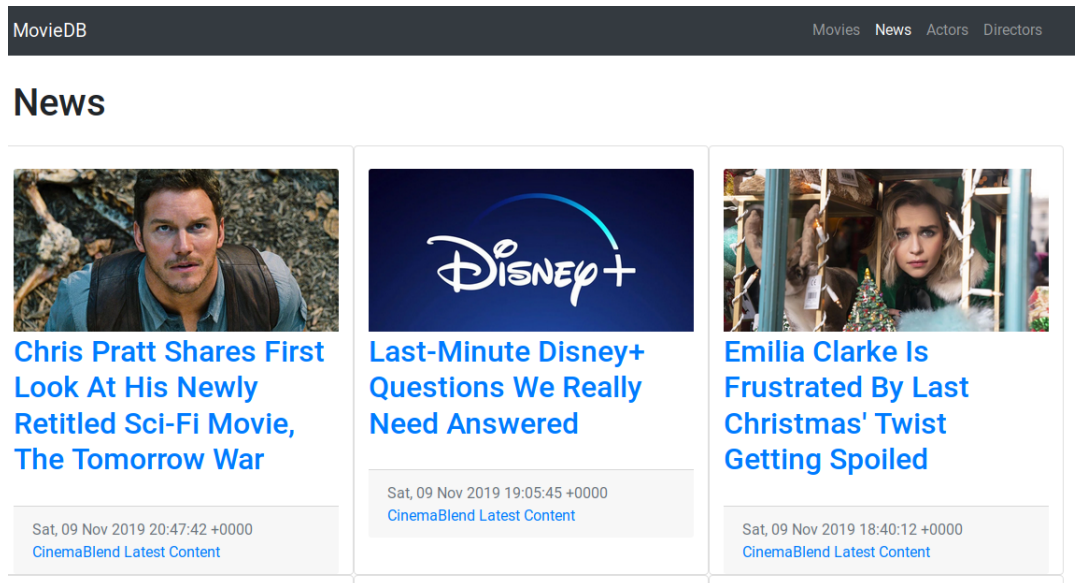 MovieDB
Movies News Actors Directors
News
Disney+
Chris Pratt Shares First
Look At His Newly
Retitled Sci-Fi Movie,
The Tomorrow War
Sat, 09 Nov 2019 20:47:42 +0000
CinemaBlend Latest Content
Last-Minute Disney+
Questions We Really
Need Answered
Sat, 09 Nov 2019 19:05:45 +0000
CinemaBlend Latest Content
Emilia Clarke Is
Frustrated By Last
Christmas' Twist
Getting Spoiled
Sat, 09 Nov 2019 18:40:12 +0000
CinemaBlend Latest Content